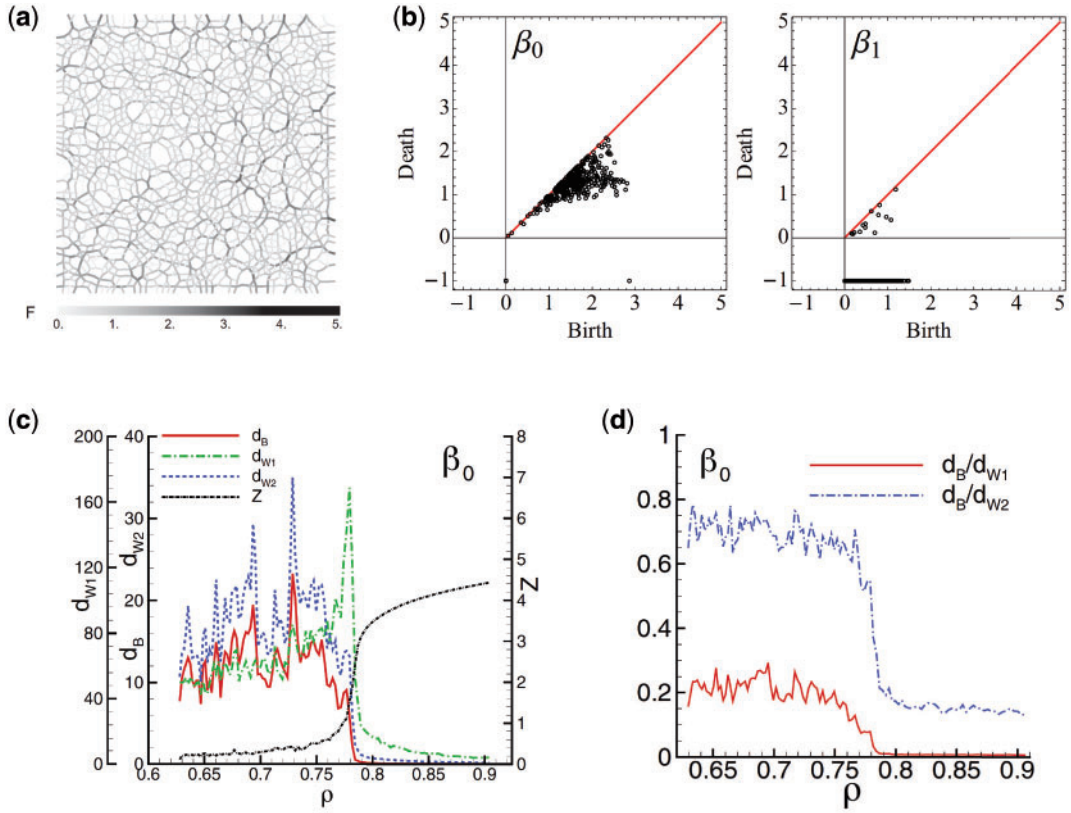 (a)
F
0. 1. 2. 3. 4. 5.
(b)
β0
Death
5
4
3
2
1
0
−1
−1 0 1 2 3 4 5
Birth
β1
Death
5
4
3
2
1
0
−1
−1 0 1 2 3 4 5
Birth
(c)
200
160
120
80
40
0
dW1
40
30
20
10
0
dW2
dB
dB
dW1
dW2
Z
β0
8
7
6
5
4
3
2
1
0
Z
0.6 0.65 0.7 0.75 0.8 0.85 0.9
ρ
(d)
1
0.8
0.6
0.4
0.2
0
β0
dB/dW1
dB/dW2
0.65 0.7 0.75 0.8 0.85 0.9
ρ